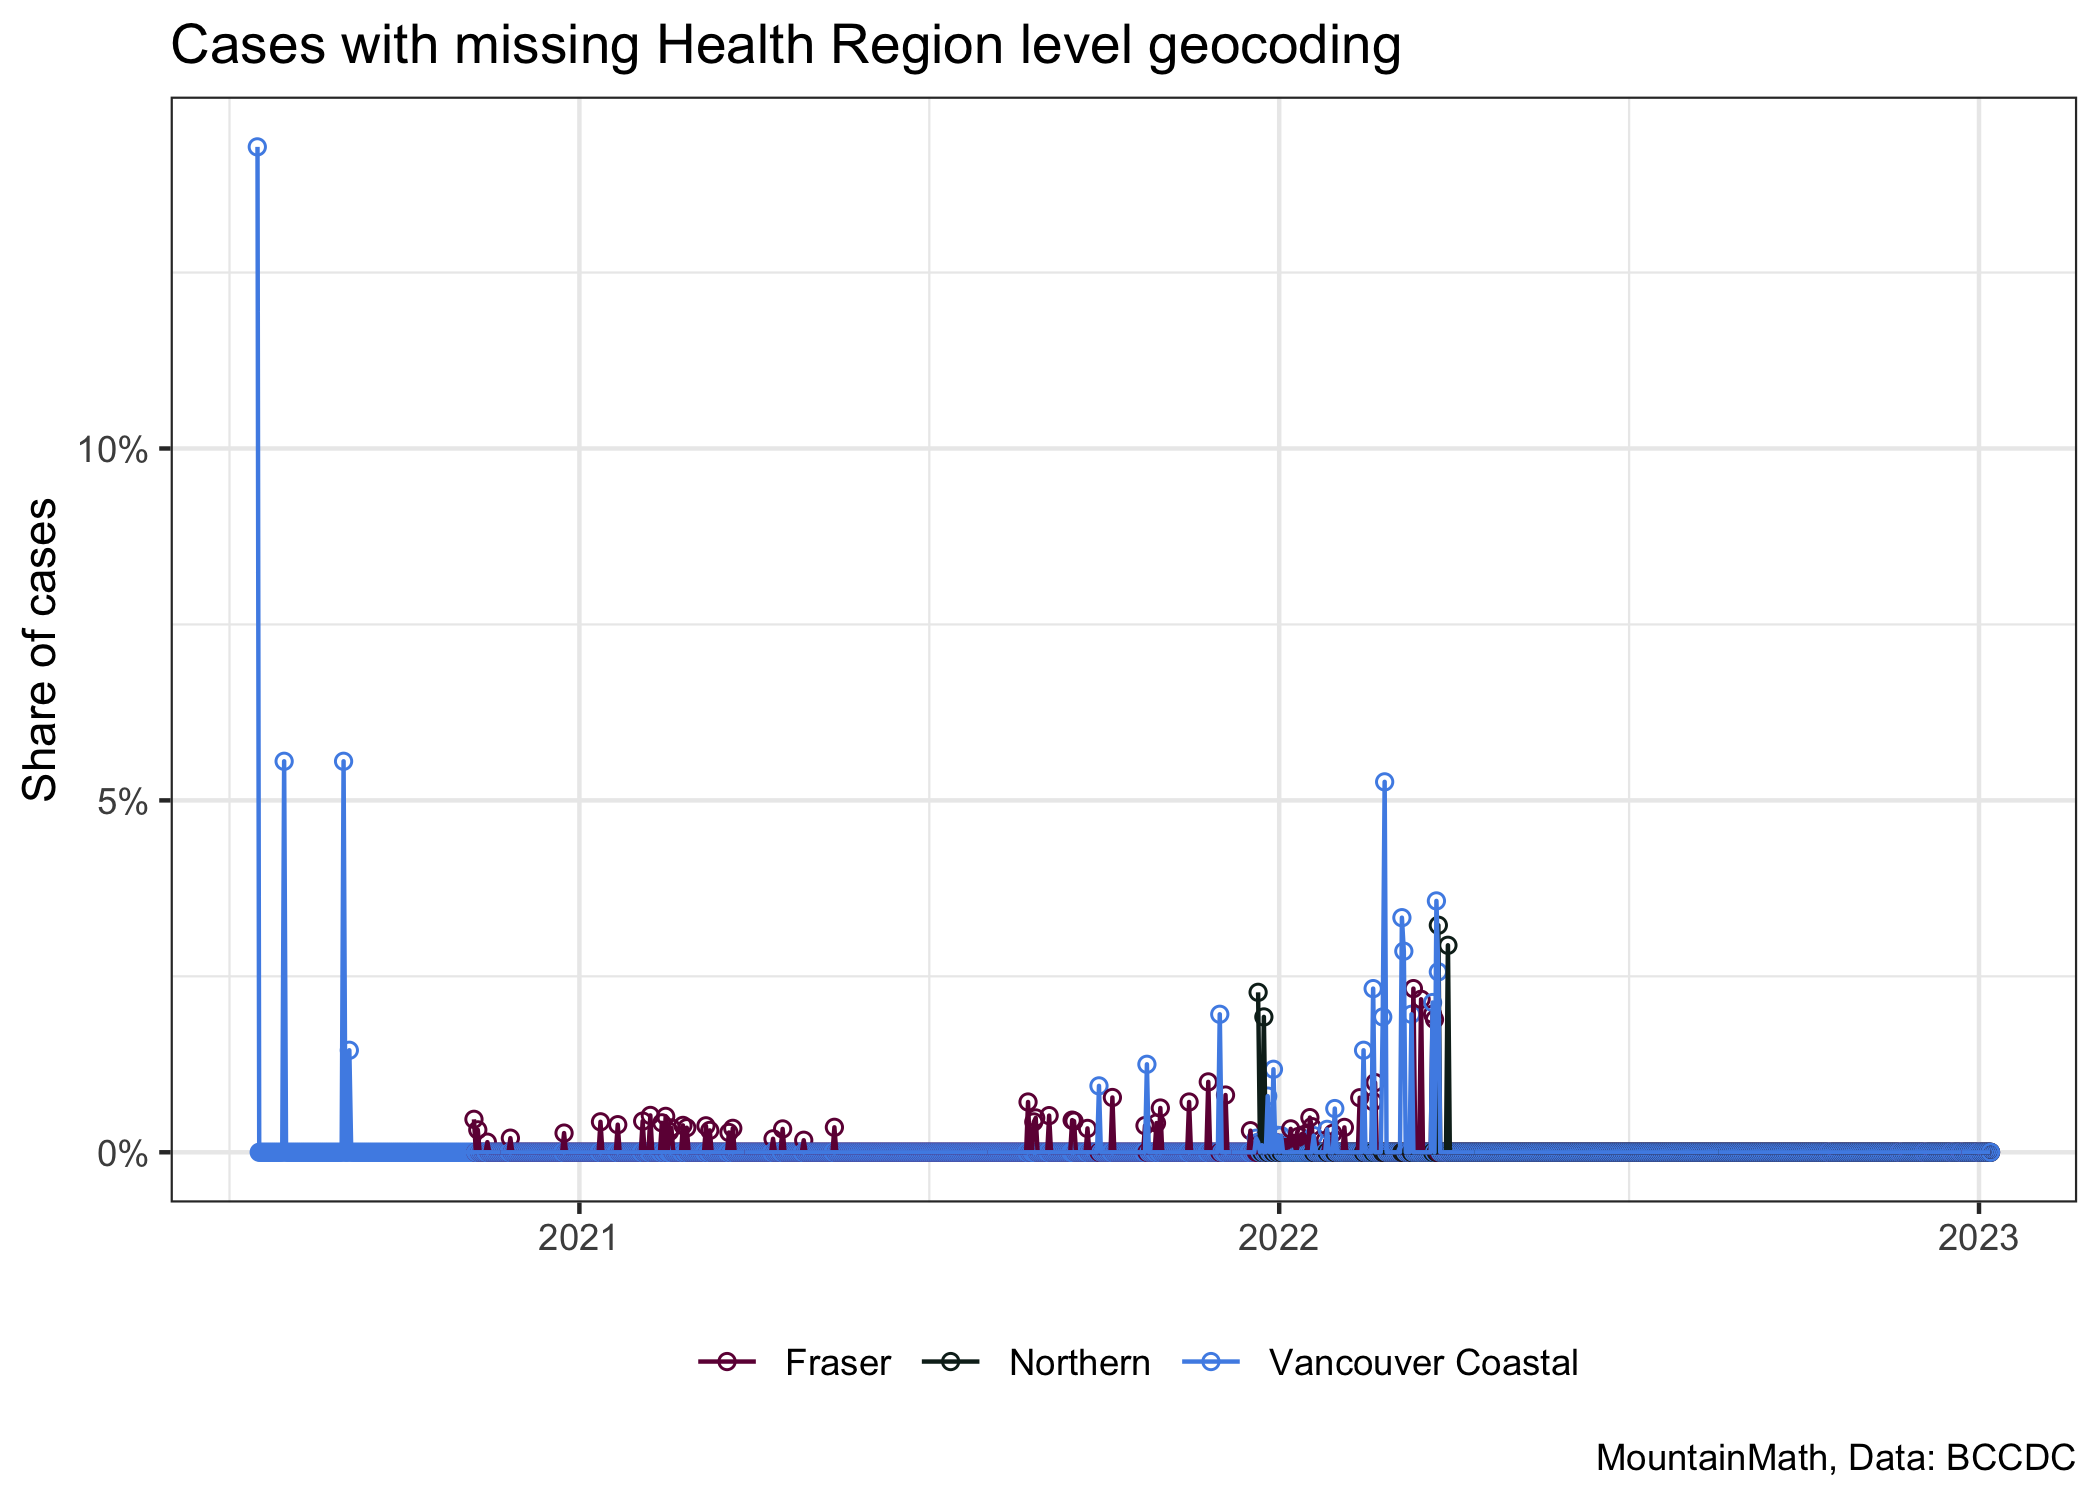 Cases with missing Health Region level geocoding
Share of cases
10%
5%
0%
2021
2022
2023
Fraser
Northern
Vancouver Coastal
MountainMath, Data: BCCDC